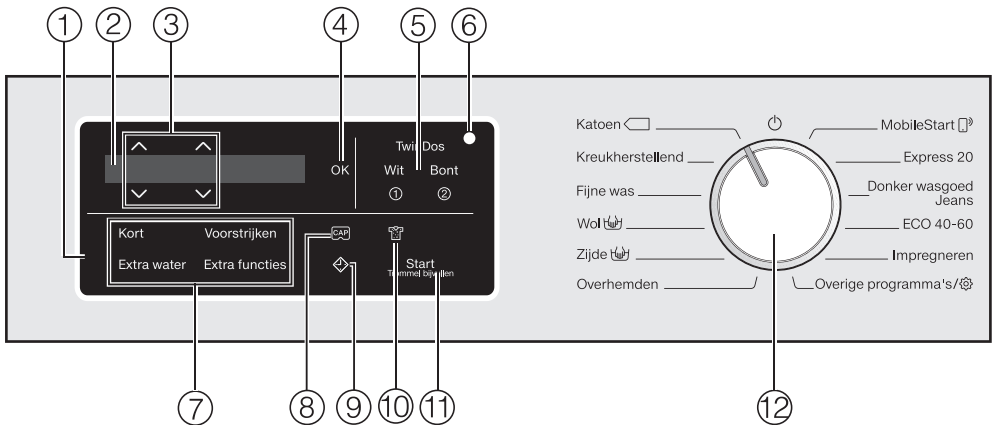 ① ② ③ ④ ⑤ ⑥
TwinDos
OK Wit Bont
① ②
Kort Voorstrijken CAP
Extra water Extra functies
Start
Trommel bijvullen
⑦ ⑧ ⑨ ⑩ ⑪ ⑫
Katoen
Kreukherstellend
Fijne was
Wol
Zijde
Overhemden
MobileStart
Express 20
Donker wasgoed
Jeans
ECO 40-60
Impregneren
Overige programma's/